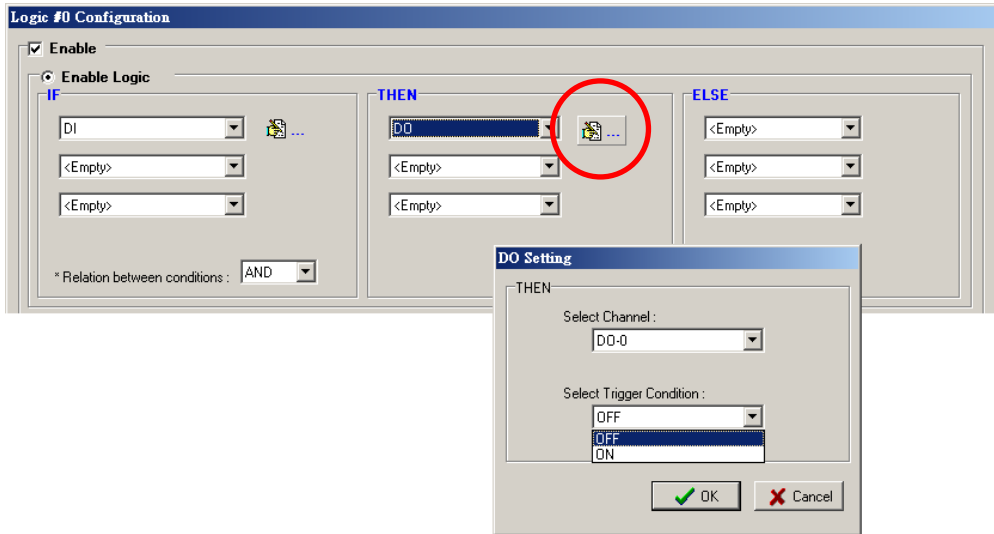 Logic #0 Configuration
Enable
Enable Logic
IF
DI
...
<Empty>
<Empty>
* Relation between conditions : AND
THEN
DO
...
<Empty>
<Empty>
ELSE
<Empty>
<Empty>
<Empty>
DO Setting
THEN
Select Channel :
DO-0
Select Trigger Condition :
OFF
OFF
ON
OK
Cancel